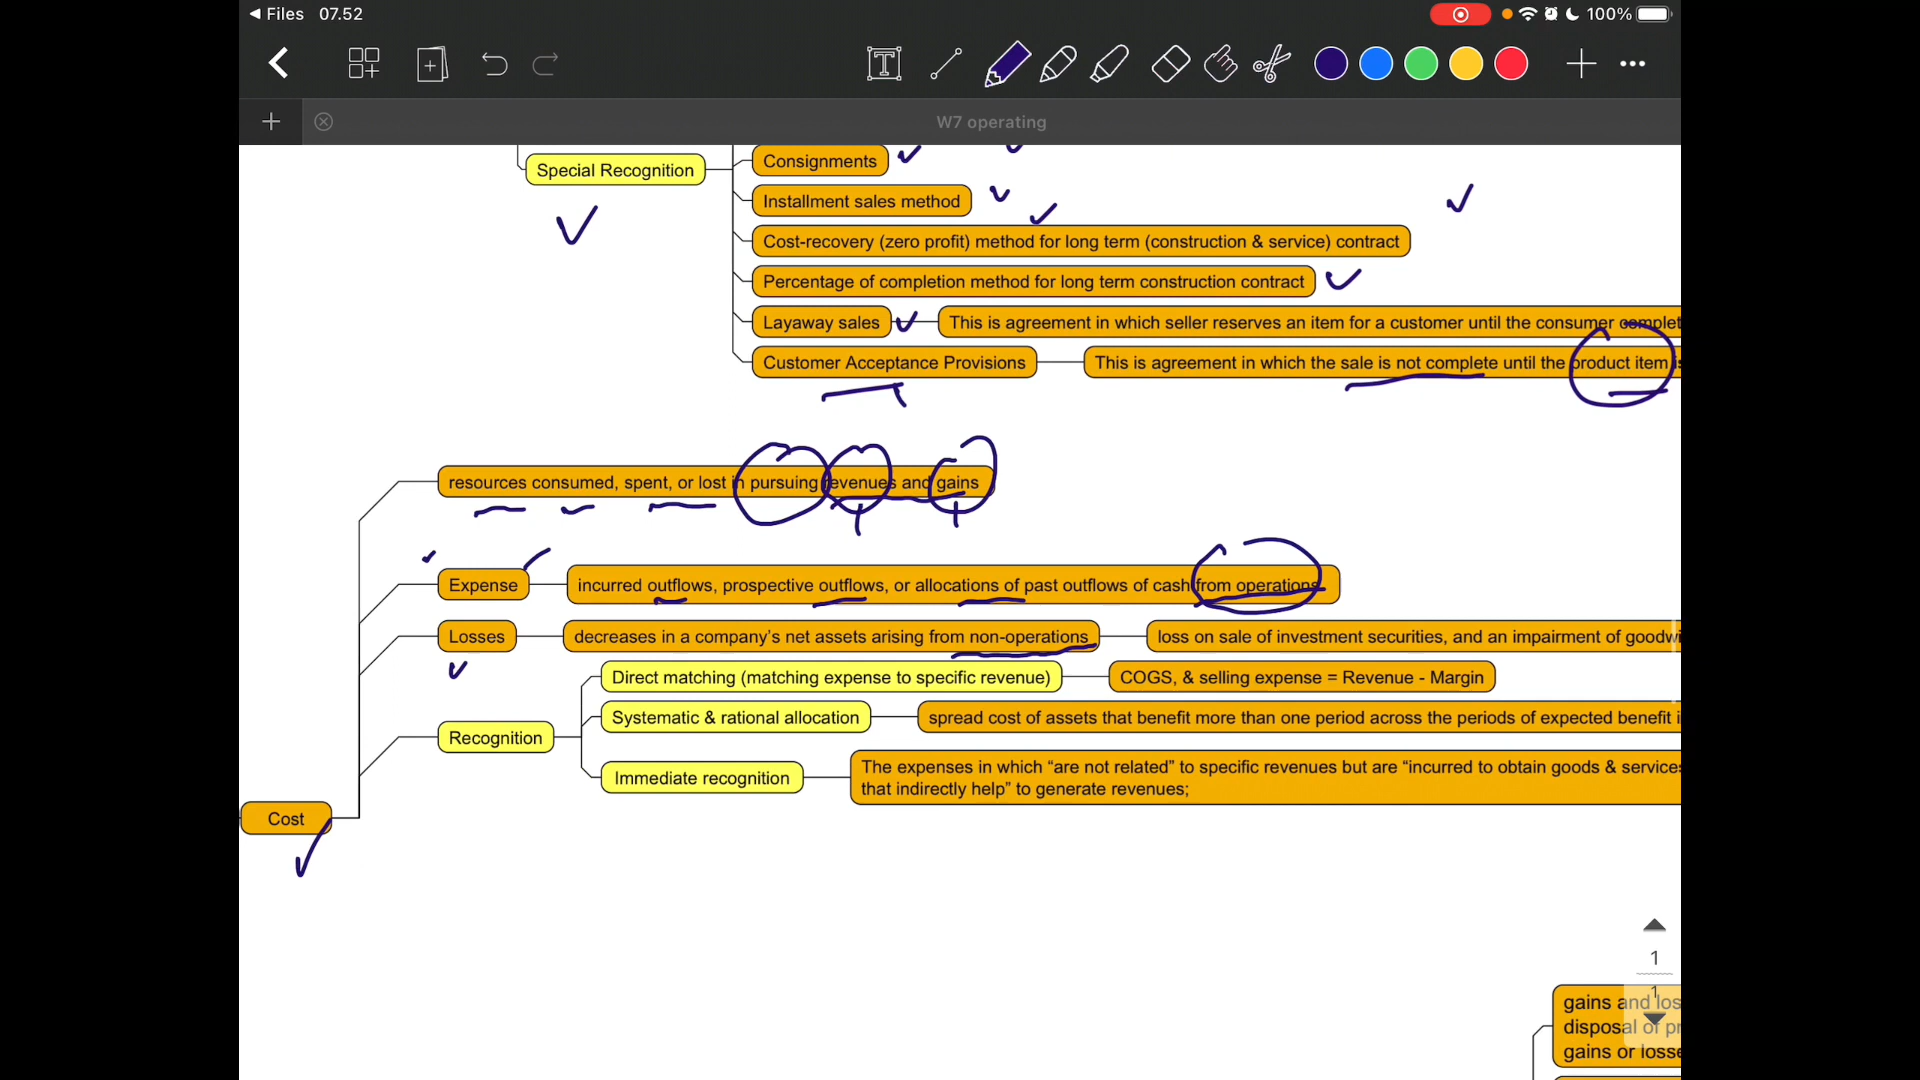 Files 07.52
100%
W7 operating
Special Recognition
Consignments
Installment sales method
Cost-recovery (zero profit) method for long term (construction & service) contract
Percentage of completion method for long term construction contract
Layaway sales
This is agreement in which seller reserves an item for a customer until the consumer complet
Customer Acceptance Provisions
This is agreement in which the sale is not complete until the product item
resources consumed, spent, or lost in pursuing revenues and gains
Expense
incurred outflows, prospective outflows, or allocations of past outflows of cash from operations
Losses
decreases in a company's net assets arising from non-operations
loss on sale of investment securities, and an impairment of goodwi
Direct matching (matching expense to specific revenue)
COGS, & selling expense = Revenue - Margin
Systematic & rational allocation
spread cost of assets that benefit more than one period across the periods of expected benefit i
Recognition
Immediate recognition
The expenses in which “are not related” to specific revenues but are “incurred to obtain goods & services
that indirectly help” to generate revenues;
Cost
1
1
gains and los
disposal of pr
gains or losse